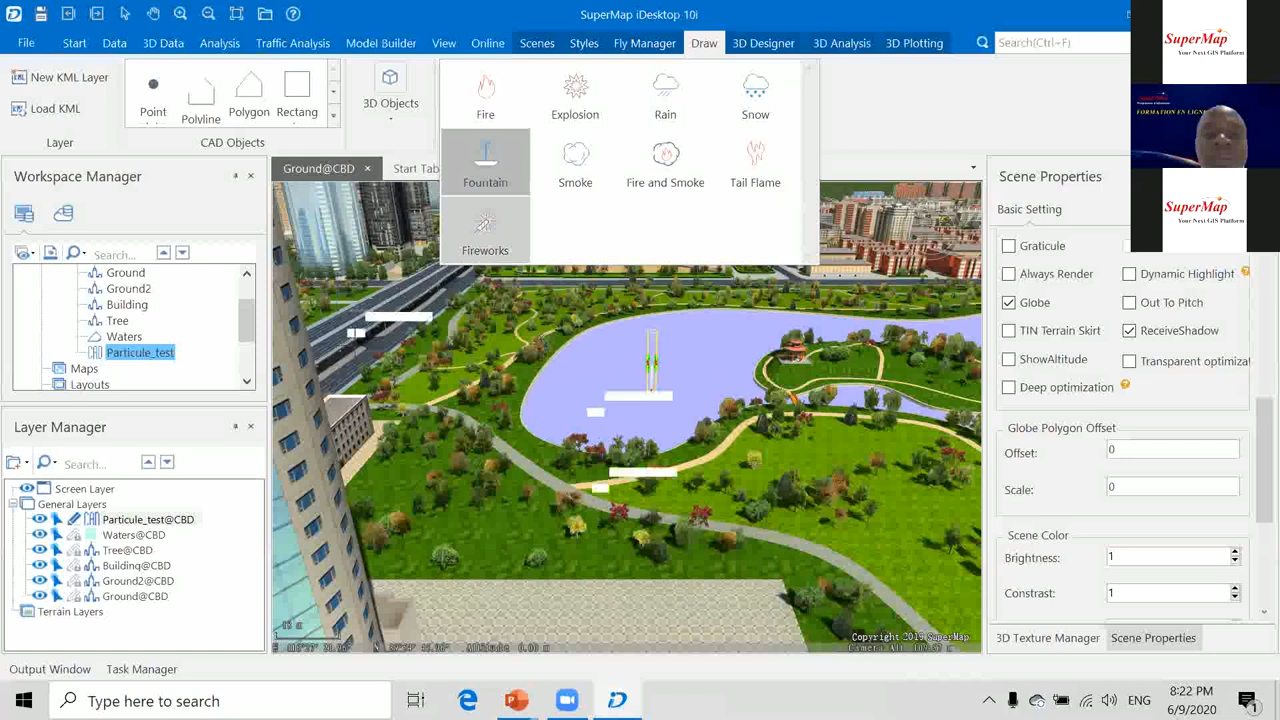 SuperMap iDesktop 10i
File Start Data 3D Data Analysis Traffic Analysis Model Builder View Online Scenes Styles Fly Manager Draw 3D Designer 3D Analysis 3D Plotting Search(Ctrl+F)
SuperMap
Your Next GIS Platform
FORMATION EN LIGN
SuperMap
Your Next GIS Platform
New KML Layer
Load KML
Layer
Point Polyline Polygon Rectang
CAD Objects
3D Objects
Fire Explosion Rain Snow
Fountain Smoke Fire and Smoke Tail Flame
Fireworks
Workspace Manager
Search...
Ground
Ground2
Building
Tree
Waters
Particule_test
Maps
Layouts
Layer Manager
Search...
Screen Layer
General Layers
Particule_test@CBD
Waters@CBD
Tree@CBD
Building@CBD
Ground2@CBD
Ground@CBD
Terrain Layers
Ground@CBD × Start Tab
Copyright 2019 SuperMap
Altitude 0.00 m
Scene Properties
Basic Setting
Graticule
Always Render Dynamic Highlight
Globe Out To Pitch
TIN Terrain Skirt ReceiveShadow
ShowAltitude Transparent optimizat
Deep optimization
Globe Polygon Offset
Offset: 0
Scale: 0
Scene Color
Brightness: 1
Constrast: 1
3D Texture Manager Scene Properties
Output Window Task Manager
Type here to search
ENG
8:22 PM
6/9/2020
1